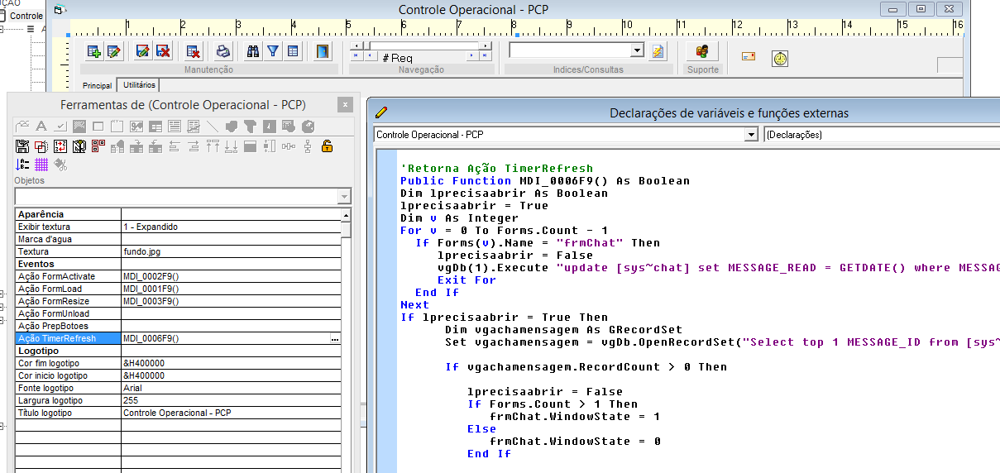 Controle Operacional - PCP
Controle
1 2 3 4 5 6 7 8 9 10 11 12 13 14 15 16
# Req
Manutenção
Navegação
Indices/Consultas
Suporte
Principal
Utilitários
Ferramentas de (Controle Operacional - PCP)
Objetos
Aparência
Exibir textura 1 - Expandido
Marca d'agua
Textura fundo.jpg
Eventos
Ação FormActivate MDI_0002F9()
Ação FormLoad MDI_0001F9()
Ação FormResize MDI_0003F9()
Ação FormUnload
Ação PrepBotoes
Ação TimerRefresh MDI_0006F9() ...
Logotipo
Cor fim logotipo &H400000
Cor inicio logotipo &H400000
Fonte logotipo Arial
Largura logotipo 255
Título logotipo Controle Operacional - PCP
Declarações de variáveis e funções externas
Controle Operacional - PCP
(Declarações)
'Retorna Ação TimerRefresh
Public Function MDI_0006F9() As Boolean
Dim lprecisaabrir As Boolean
lprecisaabrir = True
Dim v As Integer
For v = 0 To Forms.Count - 1
If Forms(v).Name = "frmChat" Then
lprecisaabrir = False
vgDb(1).Execute "update [sys~chat] set MESSAGE_READ = GETDATE() where MESSAG
Exit For
End If
Next
If lprecisaabrir = True Then
Dim vgachamensagem As GRecordSet
Set vgachamensagem = vgDb.OpenRecordSet("Select top 1 MESSAGE_ID from [sys~
If vgachamensagem.RecordCount > 0 Then
lprecisaabrir = False
If Forms.Count > 1 Then
frmChat.WindowState = 1
Else
frmChat.WindowState = 0
End If